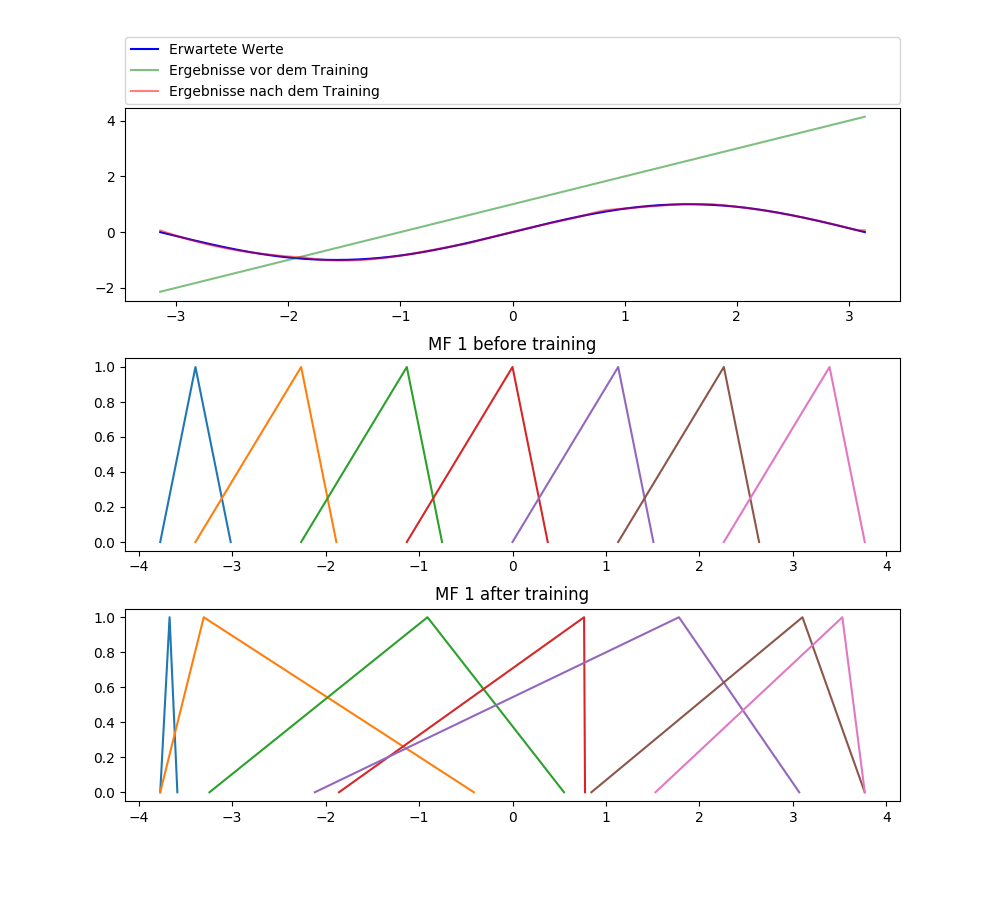 Erwartete Werte
Ergebnisse vor dem Training
Ergebnisse nach dem Training
4
2
0
−2
−3 −2 −1 0 1 2 3
MF 1 before training
1.0
0.8
0.6
0.4
0.2
0.0
−4 −3 −2 −1 0 1 2 3 4
MF 1 after training
1.0
0.8
0.6
0.4
0.2
0.0
−4 −3 −2 −1 0 1 2 3 4